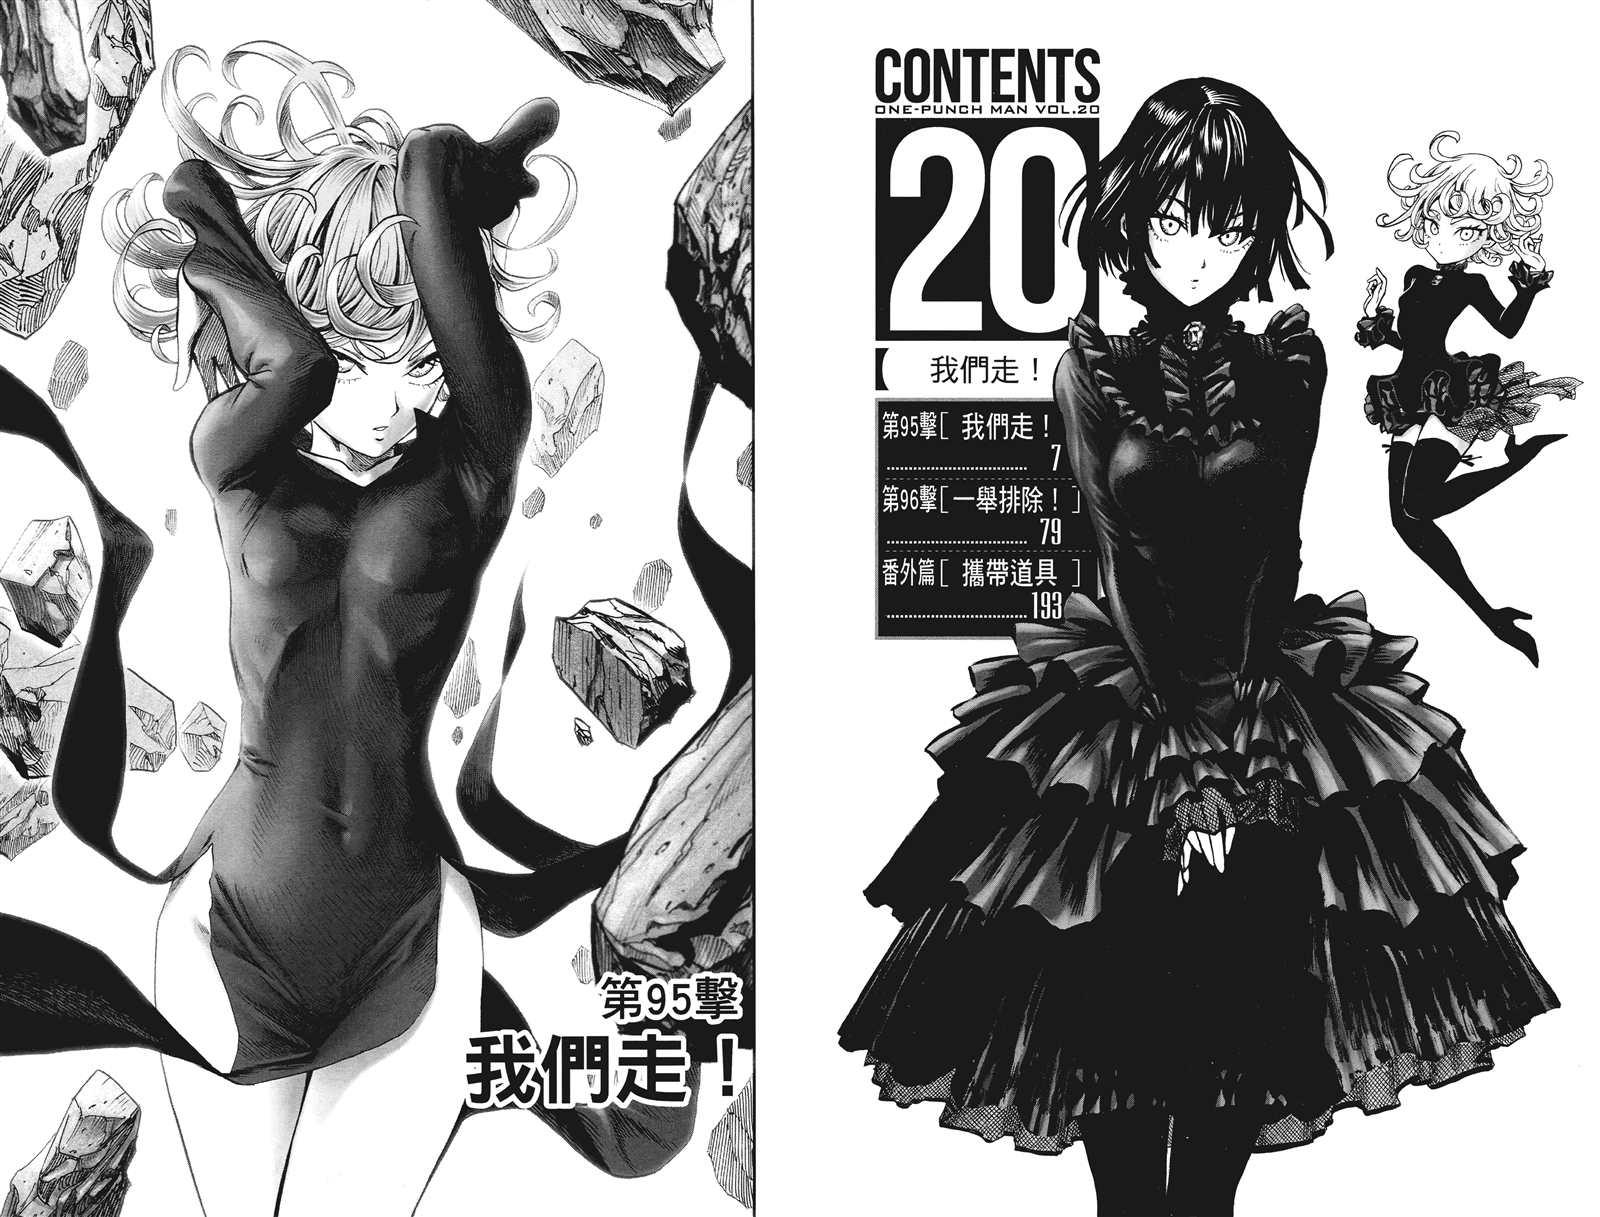 CONTENTS
ONE-PUNCH MAN VOL.20
20
我們走！
第95擊[ 我們走！
7
第96擊[一舉排除！]
79
番外篇[ 攜帶道具 ]
193
第95擊
我們走！